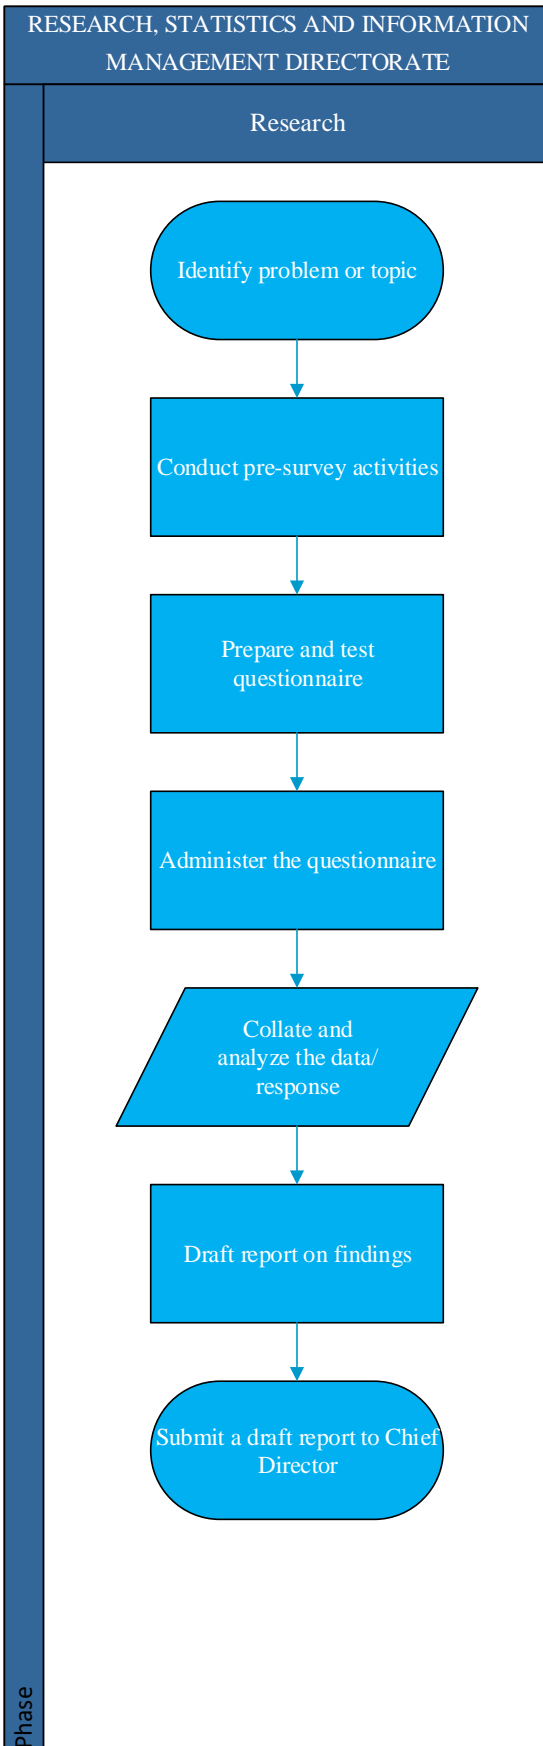 RESEARCH, STATISTICS AND INFORMATION
MANAGEMENT DIRECTORATE
Research
Identify problem or topic
Conduct pre-survey activities
Prepare and test
questionnaire
Administer the questionnaire
Collate and
analyze the data/
response
Draft report on findings
Submit a draft report to Chief
Director
Phase